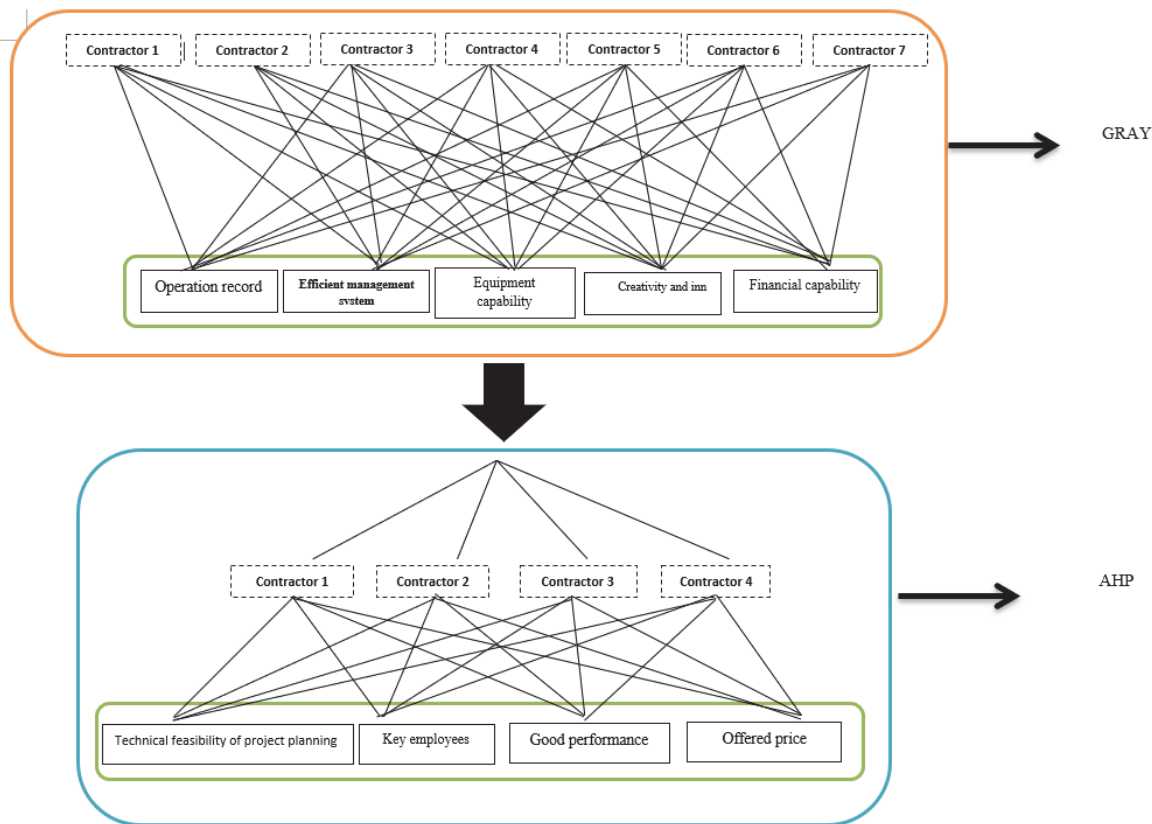 Contractor 1
Contractor 2
Contractor 3
Contractor 4
Contractor 5
Contractor 6
Contractor 7
GRAY
Operation record
Efficient management
system
Equipment
capability
Creativity and inn
Financial capability
Contractor 1
Contractor 2
Contractor 3
Contractor 4
AHP
Technical feasibility of project planning
Key employees
Good performance
Offered price